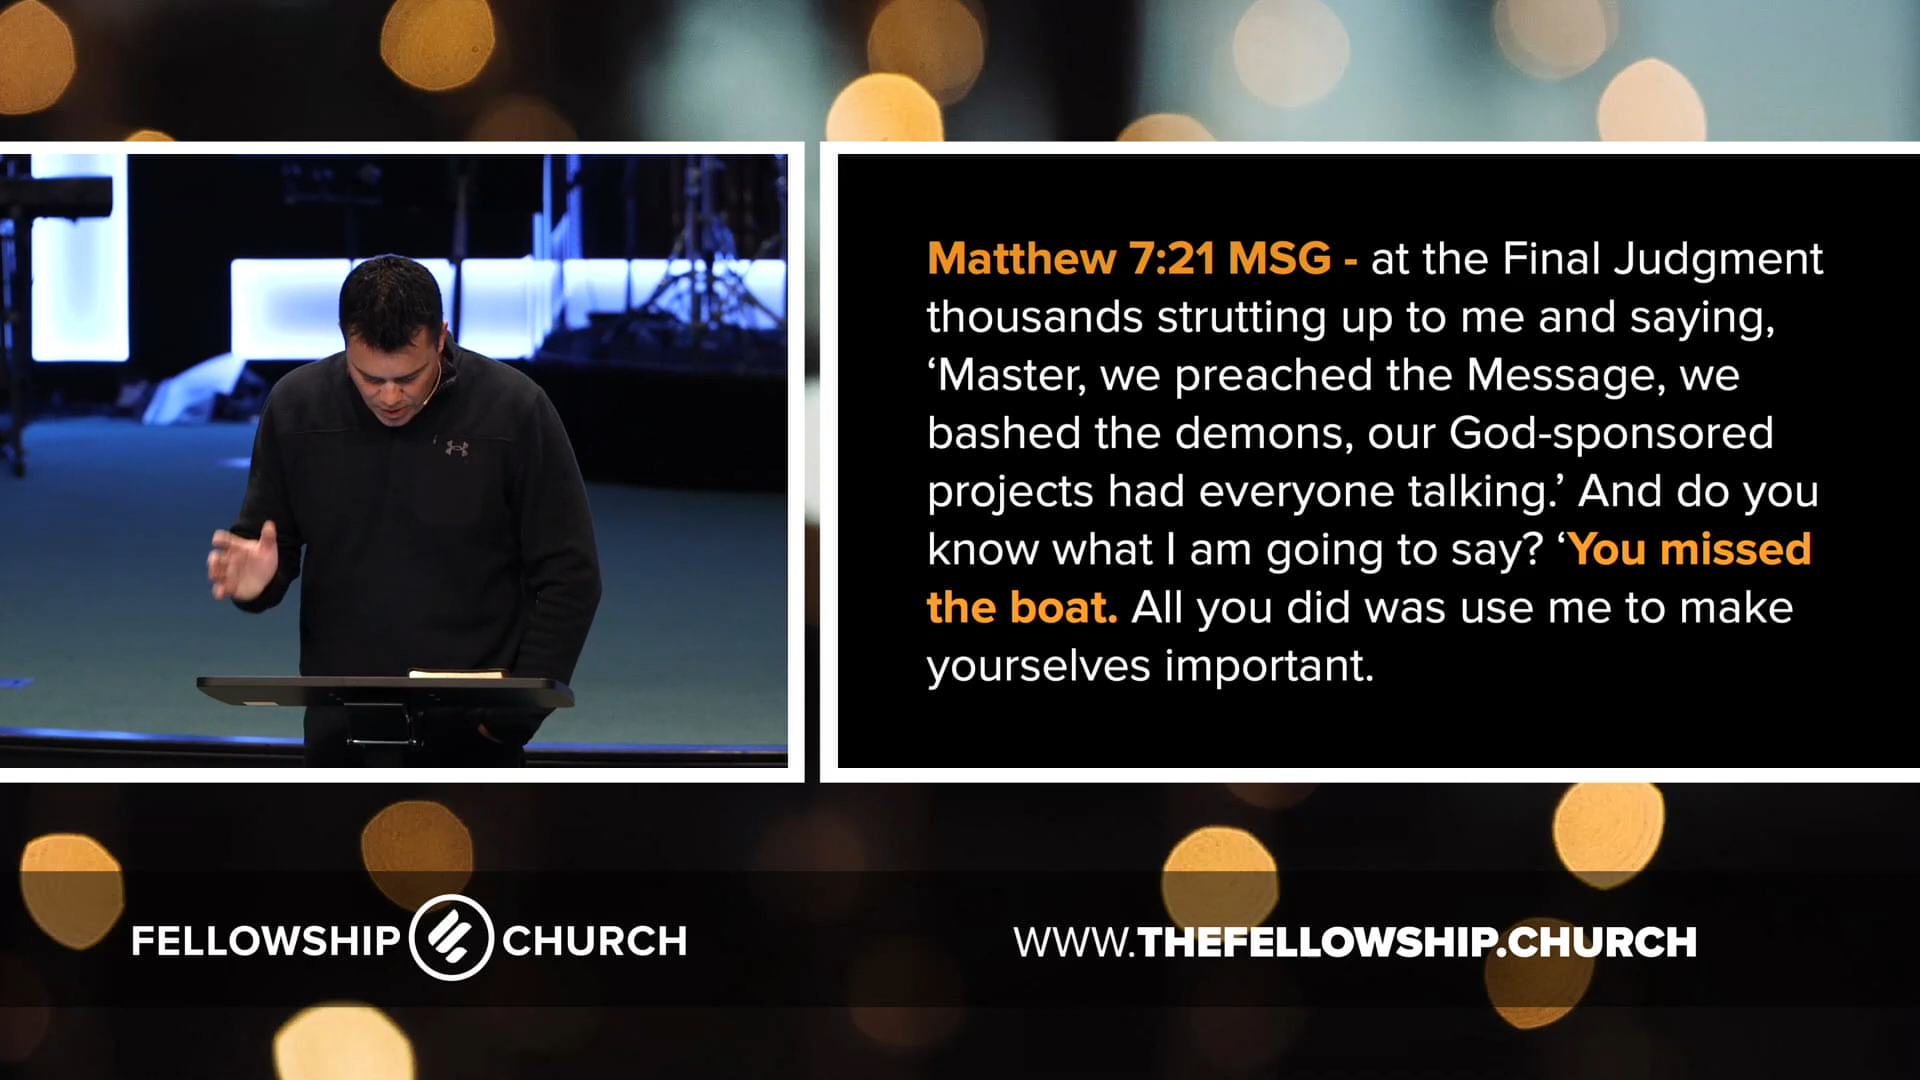 Matthew 7:21 MSG - at the Final Judgment
thousands strutting up to me and saying,
‘Master, we preached the Message, we
bashed the demons, our God-sponsored
projects had everyone talking.’ And do you
know what I am going to say? ‘You missed
the boat. All you did was use me to make
yourselves important.
FELLOWSHIP CHURCH
WWW.THEFELLOWSHIP.CHURCH